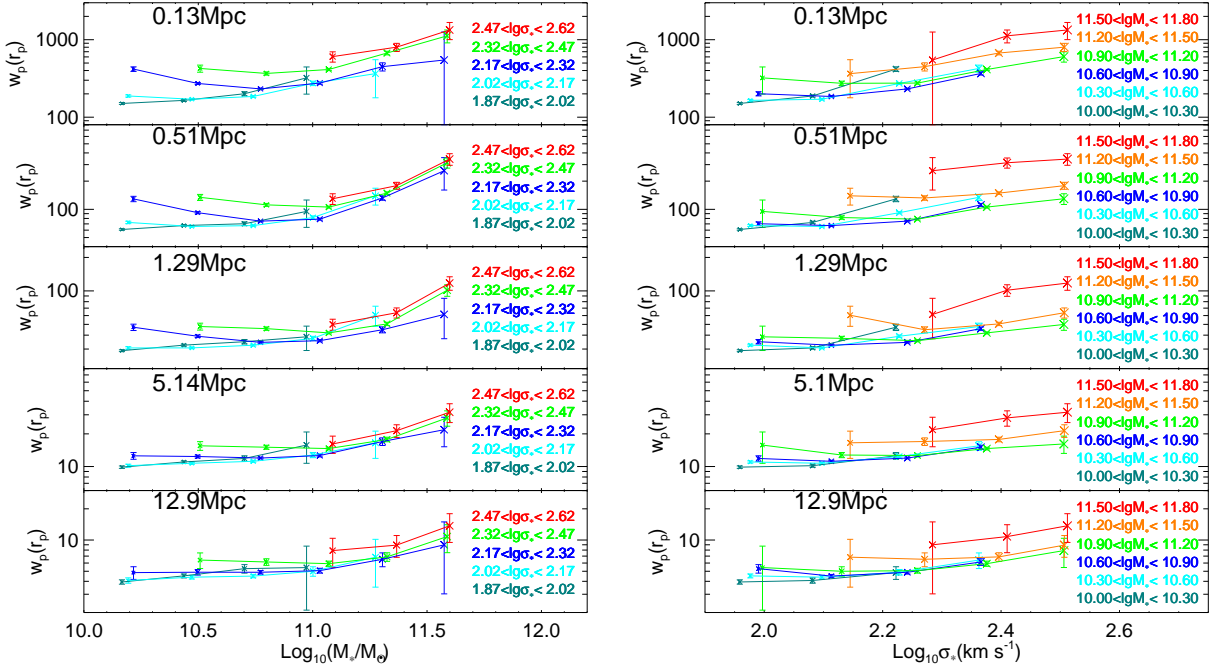 0.13Mpc
2.47<lgσ*< 2.62
2.32<lgσ*< 2.47
2.17<lgσ*< 2.32
2.02<lgσ*< 2.17
1.87<lgσ*< 2.02
1000
100
wp(rp)
0.51Mpc
2.47<lgσ*< 2.62
2.32<lgσ*< 2.47
2.17<lgσ*< 2.32
2.02<lgσ*< 2.17
1.87<lgσ*< 2.02
100
wp(rp)
1.29Mpc
2.47<lgσ*< 2.62
2.32<lgσ*< 2.47
2.17<lgσ*< 2.32
2.02<lgσ*< 2.17
1.87<lgσ*< 2.02
100
wp(rp)
5.14Mpc
2.47<lgσ*< 2.62
2.32<lgσ*< 2.47
2.17<lgσ*< 2.32
2.02<lgσ*< 2.17
1.87<lgσ*< 2.02
10
wp(rp)
12.9Mpc
2.47<lgσ*< 2.62
2.32<lgσ*< 2.47
2.17<lgσ*< 2.32
2.02<lgσ*< 2.17
1.87<lgσ*< 2.02
10
wp(rp)
10.0 10.5 11.0 11.5 12.0
Log10(M*/M⊙)
0.13Mpc
11.50<lgM*< 11.80
11.20<lgM*< 11.50
10.90<lgM*< 11.20
10.60<lgM*< 10.90
10.30<lgM*< 10.60
10.00<lgM*< 10.30
1000
100
wp(rp)
0.51Mpc
11.50<lgM*< 11.80
11.20<lgM*< 11.50
10.90<lgM*< 11.20
10.60<lgM*< 10.90
10.30<lgM*< 10.60
10.00<lgM*< 10.30
100
wp(rp)
1.29Mpc
11.50<lgM*< 11.80
11.20<lgM*< 11.50
10.90<lgM*< 11.20
10.60<lgM*< 10.90
10.30<lgM*< 10.60
10.00<lgM*< 10.30
100
wp(rp)
5.1Mpc
11.50<lgM*< 11.80
11.20<lgM*< 11.50
10.90<lgM*< 11.20
10.60<lgM*< 10.90
10.30<lgM*< 10.60
10.00<lgM*< 10.30
10
wp(rp)
12.9Mpc
11.50<lgM*< 11.80
11.20<lgM*< 11.50
10.90<lgM*< 11.20
10.60<lgM*< 10.90
10.30<lgM*< 10.60
10.00<lgM*< 10.30
10
wp(rp)
2.0 2.2 2.4 2.6
Log10σ*(km s-1)